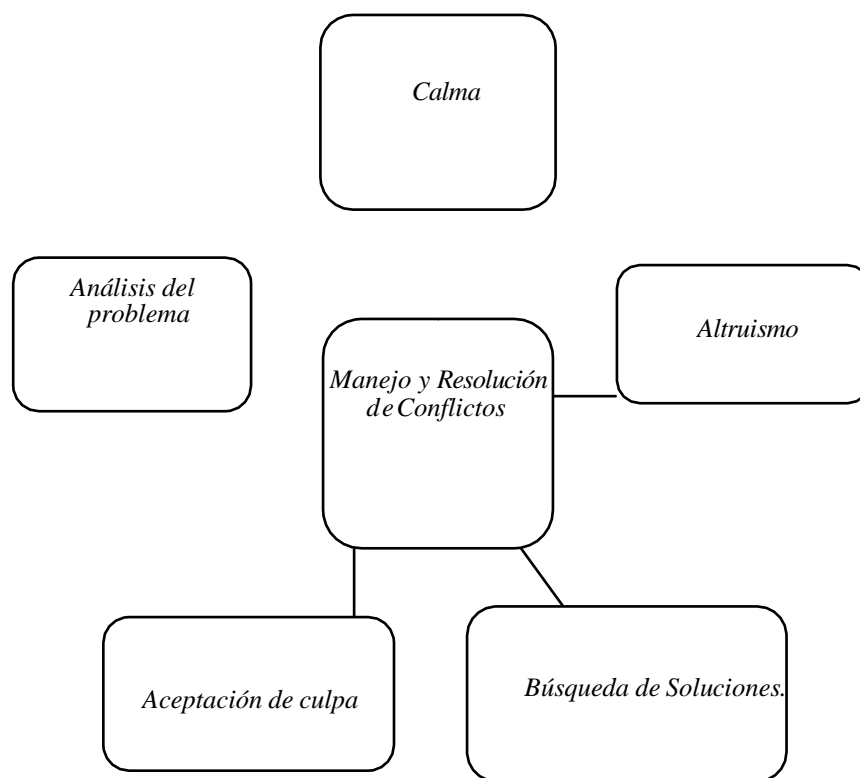 Calma
Análisis del
problema
Altruismo
Manejo y Resolución
de Conflictos
Aceptación de culpa
Búsqueda de Soluciones.